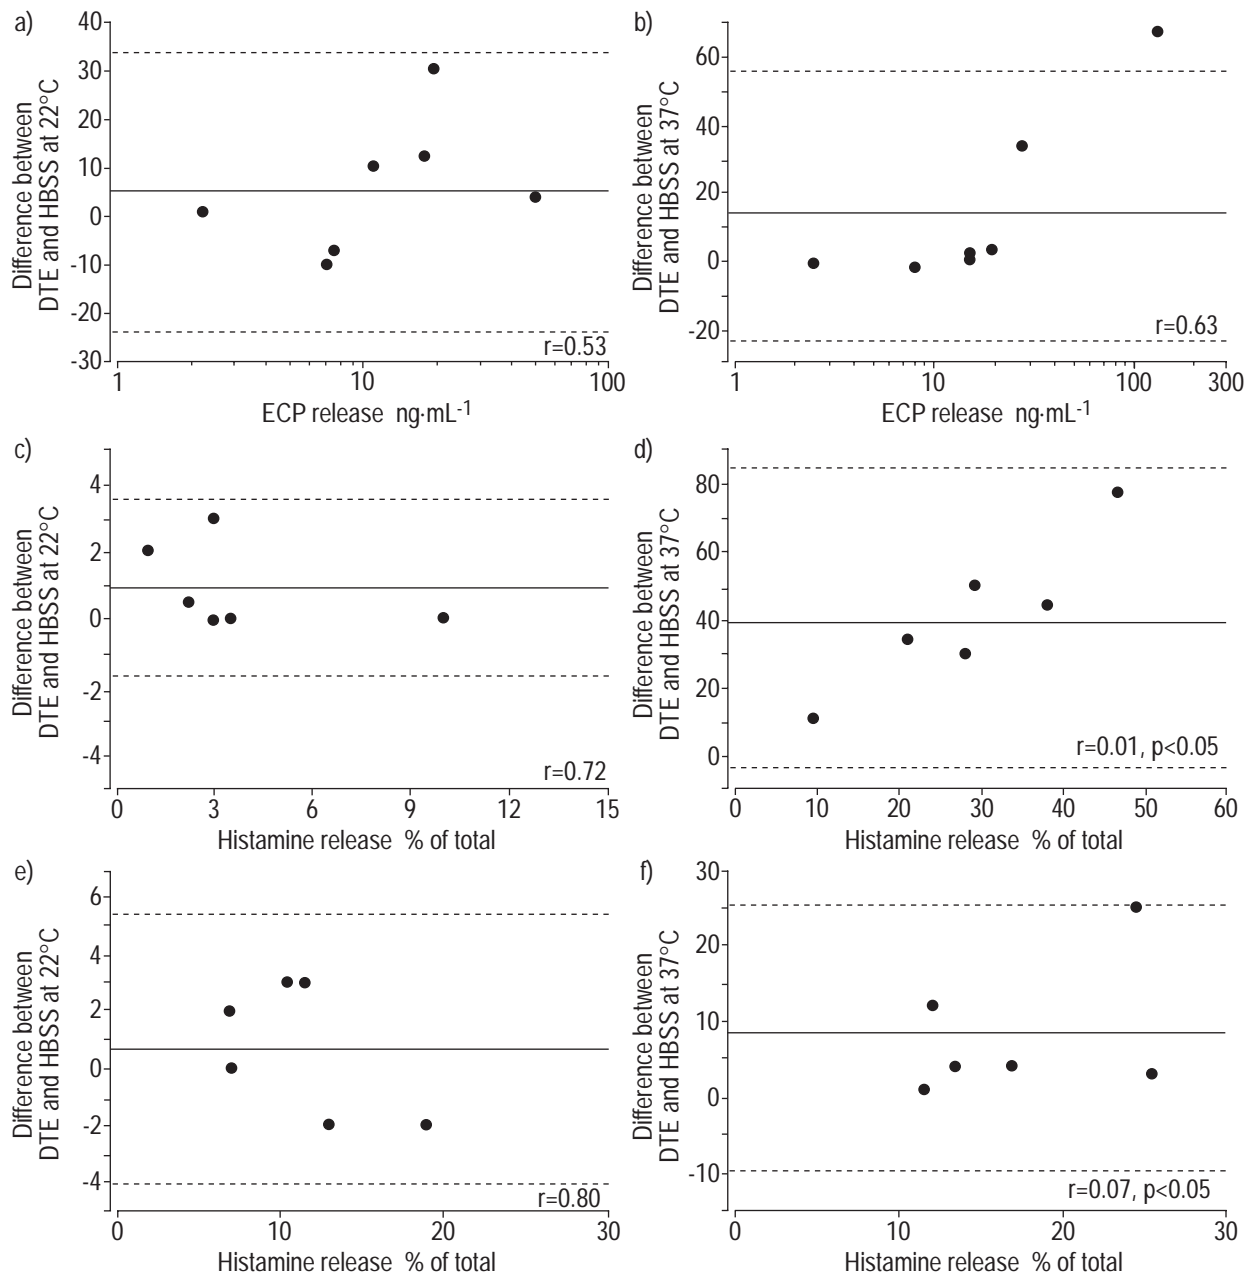 a)
40
30
20
10
0
-10
-20
-30
Difference between
DTE and HBSS at 22°C
r=0.53
1
10
100
ECP release ng·mL-1
b)
60
40
20
0
-20
Difference between
DTE and HBSS at 37°C
r=0.63
1
10
100
300
ECP release ng·mL-1
c)
4
2
0
-2
-4
Difference between
DTE and HBSS at 22°C
r=0.72
0
3
6
9
12
15
Histamine release % of total
d)
80
60
40
20
0
Difference between
DTE and HBSS at 37°C
r=0.01, p<0.05
0
10
20
30
40
50
60
Histamine release % of total
e)
6
4
2
0
-2
-4
Difference between
DTE and HBSS at 22°C
r=0.80
0
10
20
30
Histamine release % of total
f)
30
20
10
0
-10
Difference between
DTE and HBSS at 37°C
r=0.07, p<0.05
0
10
20
30
Histamine release % of total